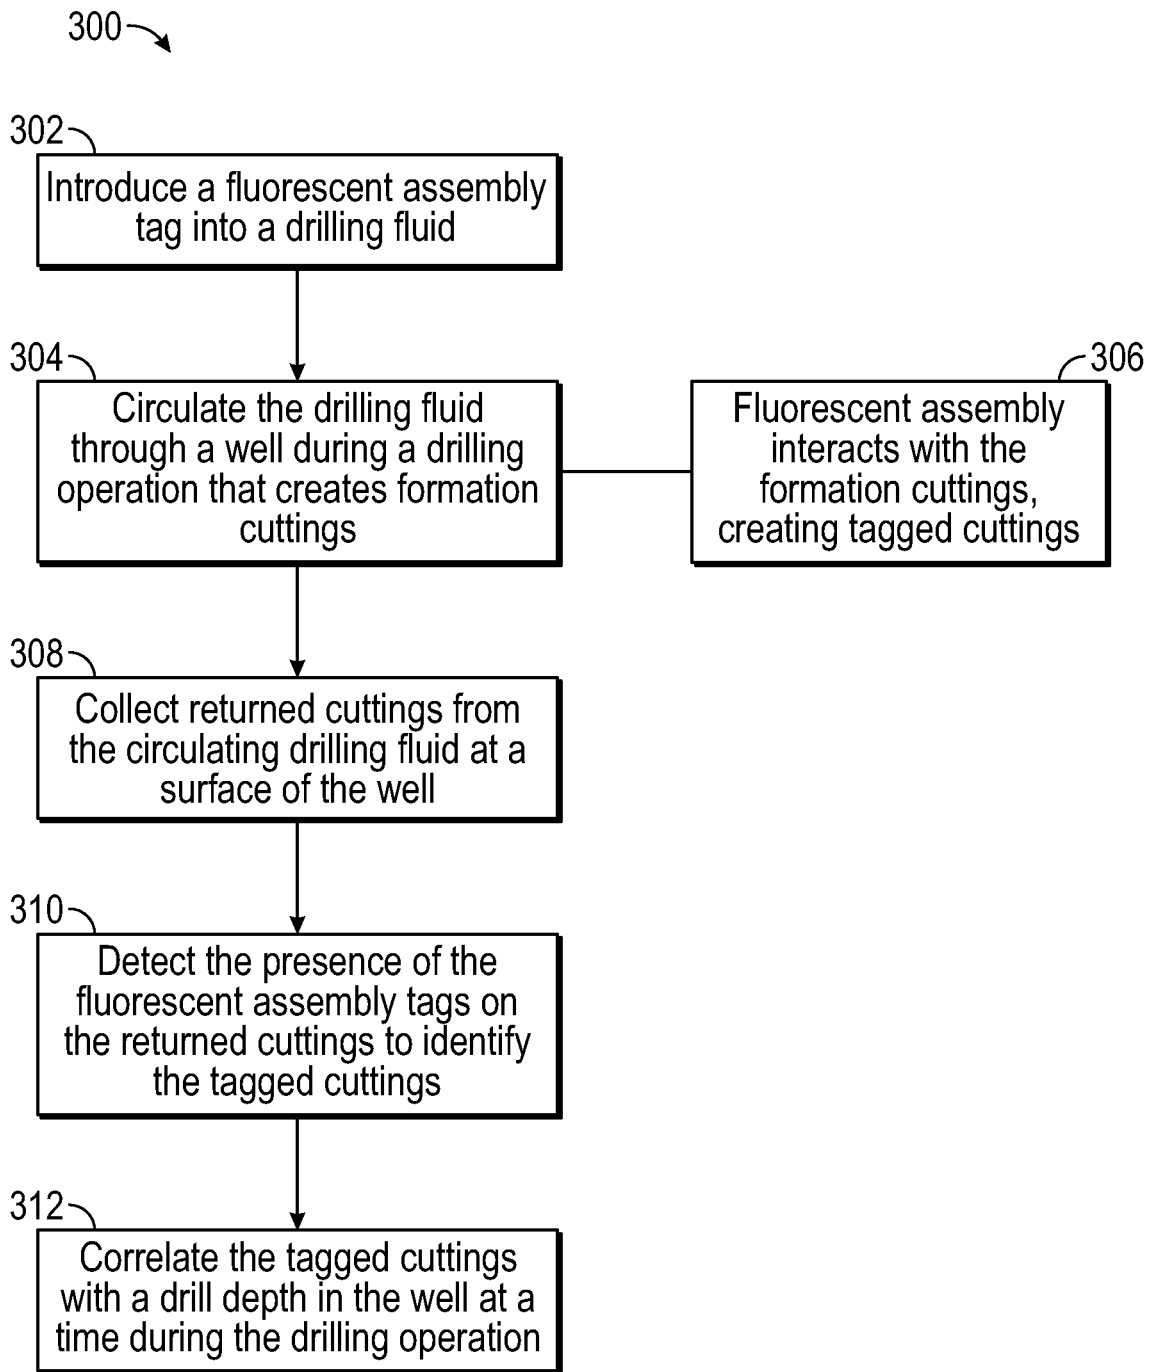 300
302
Introduce a fluorescent assembly
tag into a drilling fluid
304
Circulate the drilling fluid
through a well during a drilling
operation that creates formation
cuttings
306
Fluorescent assembly
interacts with the
formation cuttings,
creating tagged cuttings
308
Collect returned cuttings from
the circulating drilling fluid at a
surface of the well
310
Detect the presence of the
fluorescent assembly tags on
the returned cuttings to identify
the tagged cuttings
312
Correlate the tagged cuttings
with a drill depth in the well at a
time during the drilling operation